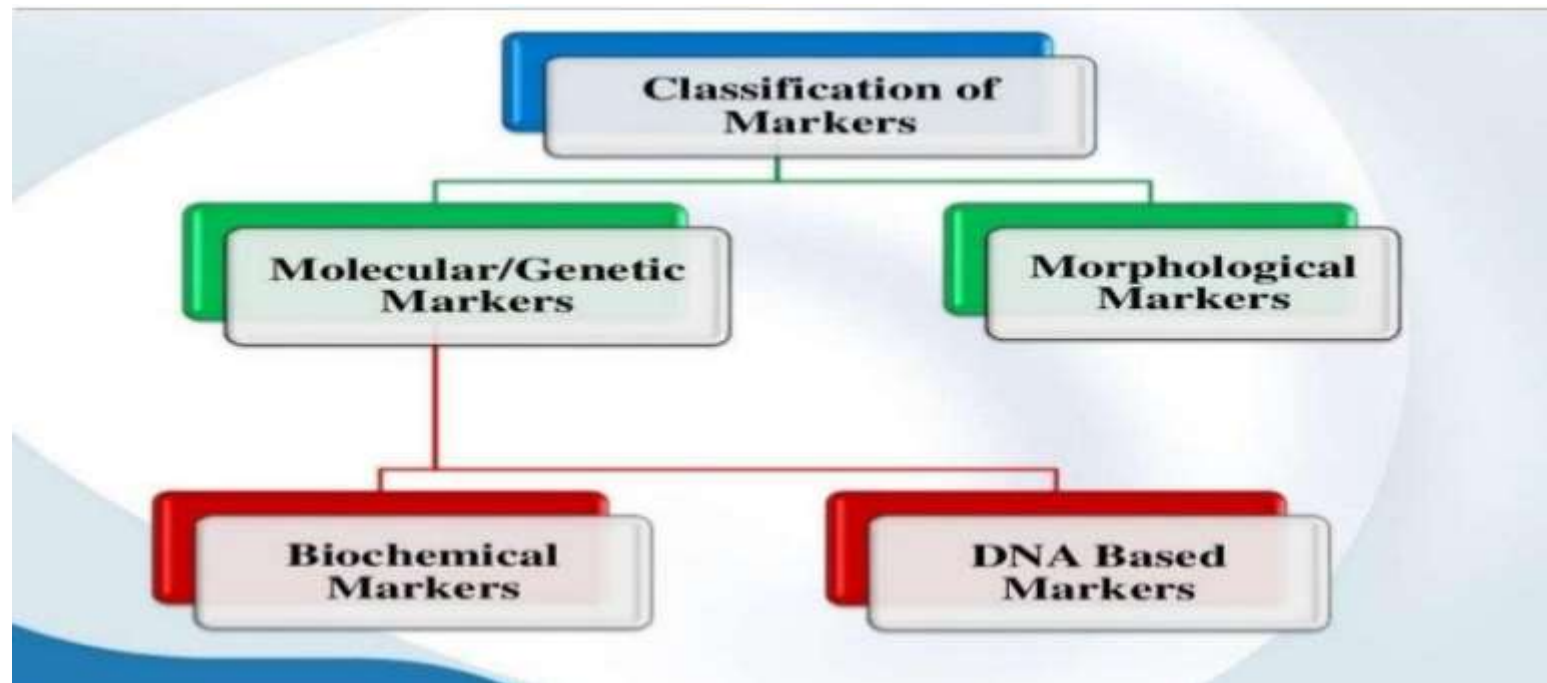 Classification of
Markers
Molecular/Genetic
Markers
Morphological
Markers
Biochemical
Markers
DNA Based
Markers